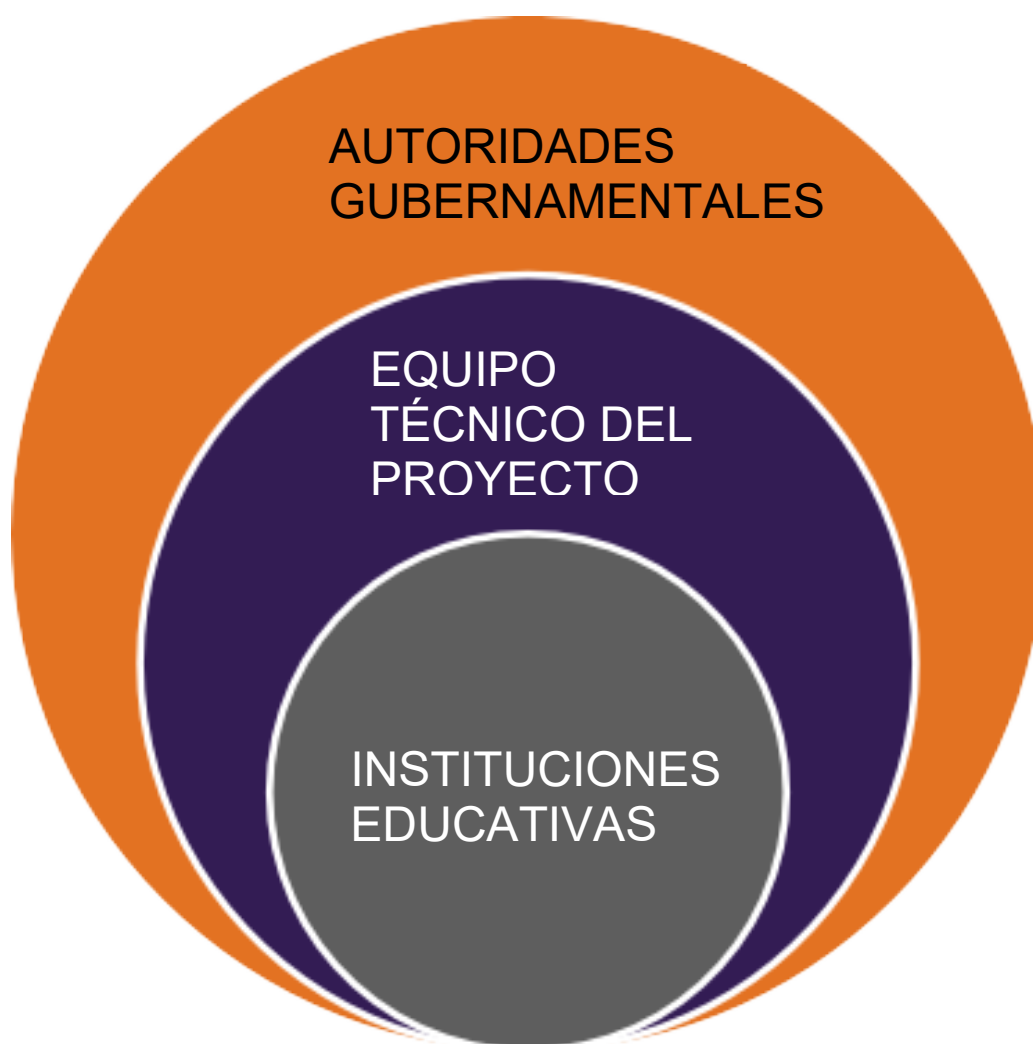 AUTORIDADES
GUBERNAMENTALES
EQUIPO
TÉCNICO DEL
PROYECTO
INSTITUCIONES
EDUCATIVAS